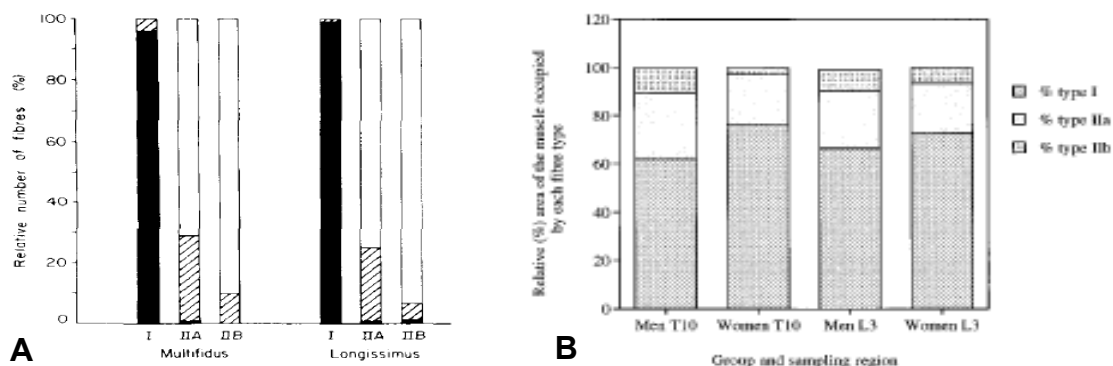 Relative number of fibres (%)
100
80
60
40
20
0
I IIA IIB
Multifidus
I IIA IIB
Longissimus
A
Relative (%) area of the muscle occupied
by each fibre type
120
100
80
60
40
20
0
Men T10 Women T10 Men L3 Women L3
Group and sampling region
% type I
% type IIa
% type IIb
B